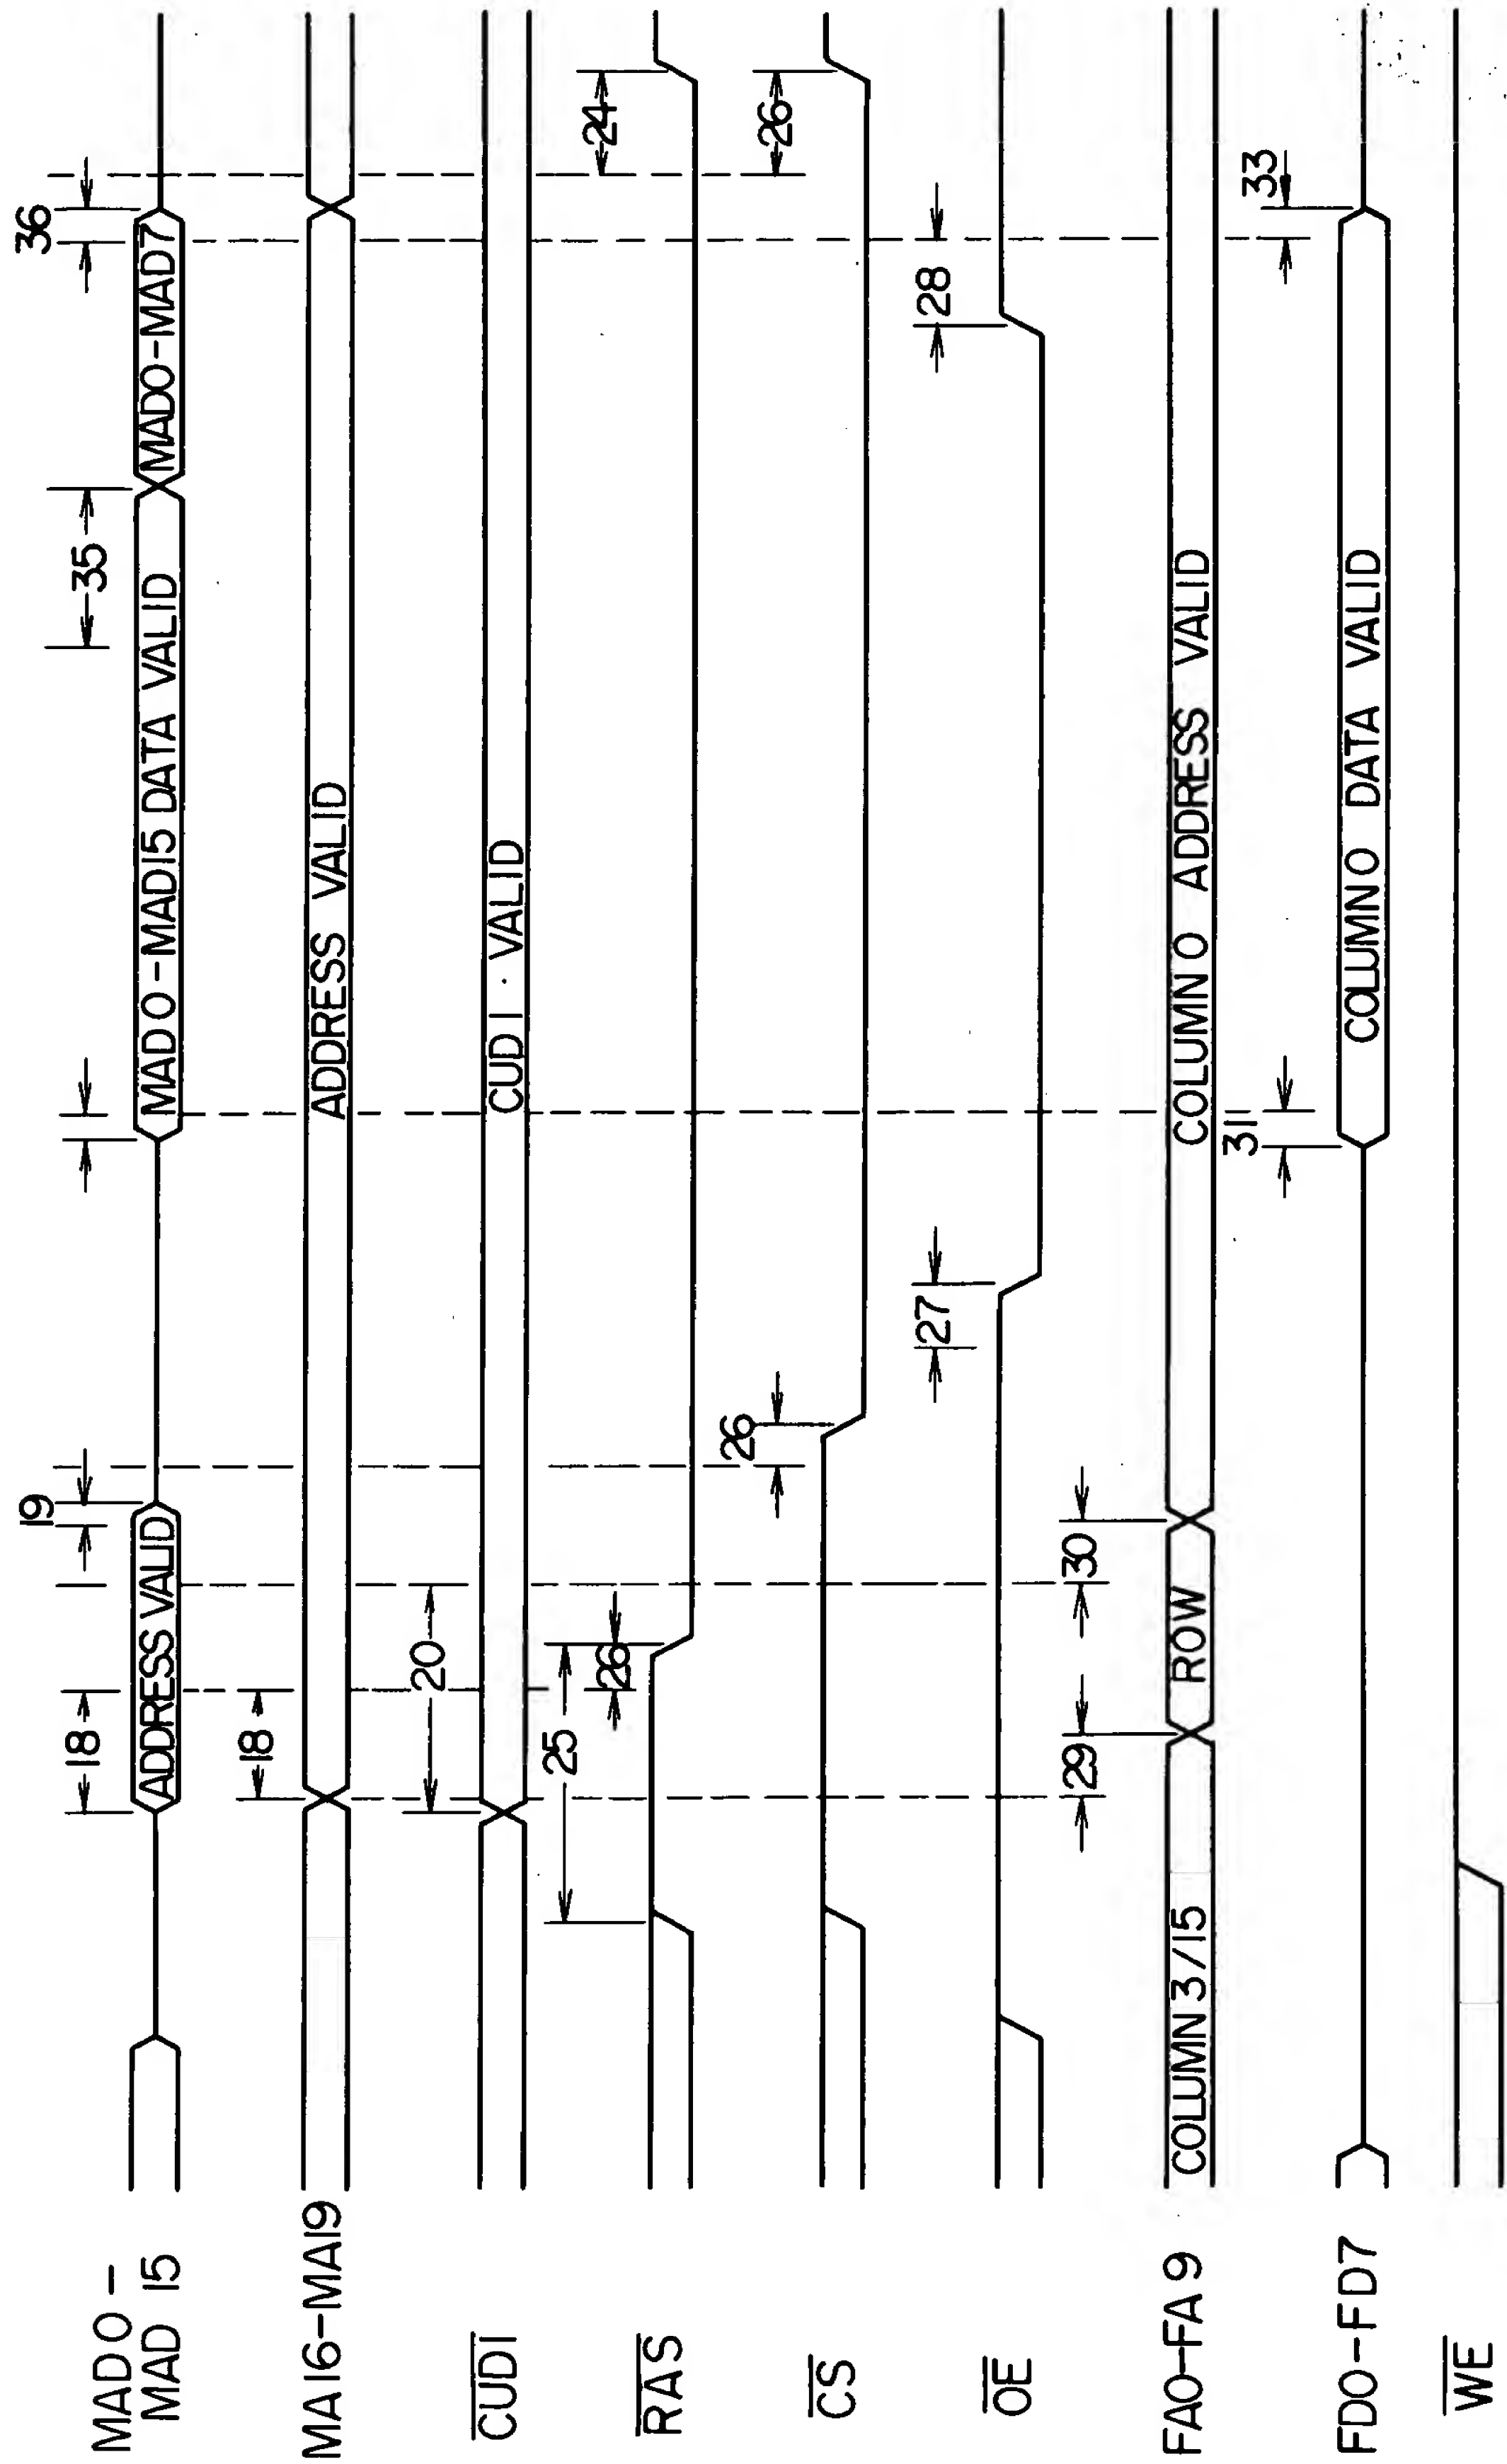 MAD0–
MAD 15
18
ADDRESS VALID
19
MAD0–MAD15 DATA VALID
35
MAD0–MAD7
36
MA16–MA19
18
ADDRESS VALID
CUD1
20
CUD1 VALID
RAS
25
26
24
CS
26
26
OE
27
28
FA0–FA9
COLUMN 3/15
29
ROW
30
COLUMN 0 ADDRESS VALID
FD0–FD7
31
COLUMN 0 DATA VALID
33
WE